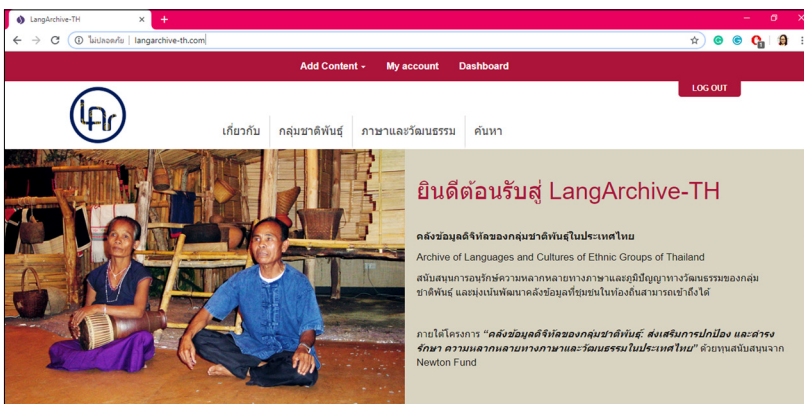 LangArchive-TH
ไม่ปลอดภัย | langarchive-th.com
Add Content My account Dashboard
LOG OUT
LAr
เกี่ยวกับ กลุ่มชาติพันธุ์ ภาษาและวัฒนธรรม ค้นหา
ยินดีต้อนรับสู่ LangArchive-TH
คลังข้อมูลดิจิทัลของกลุ่มชาติพันธุ์ในประเทศไทย
Archive of Languages and Cultures of Ethnic Groups of Thailand
สนับสนุนการอนุรักษ์ความหลากหลายทางภาษาและภูมิปัญญาทางวัฒนธรรมของกลุ่ม
ชาติพันธุ์ และมุ่งเน้นพัฒนาคลังข้อมูลที่ชุมชนในท้องถิ่นสามารถเข้าถึงได้
ภายใต้โครงการ “คลังข้อมูลดิจิทัลของกลุ่มชาติพันธุ์: ส่งเสริมการปกป้อง และดำรง
รักษา ความหลากหลายทางภาษาและวัฒนธรรมในประเทศไทย” ด้วยทุนสนับสนุนจาก
Newton Fund